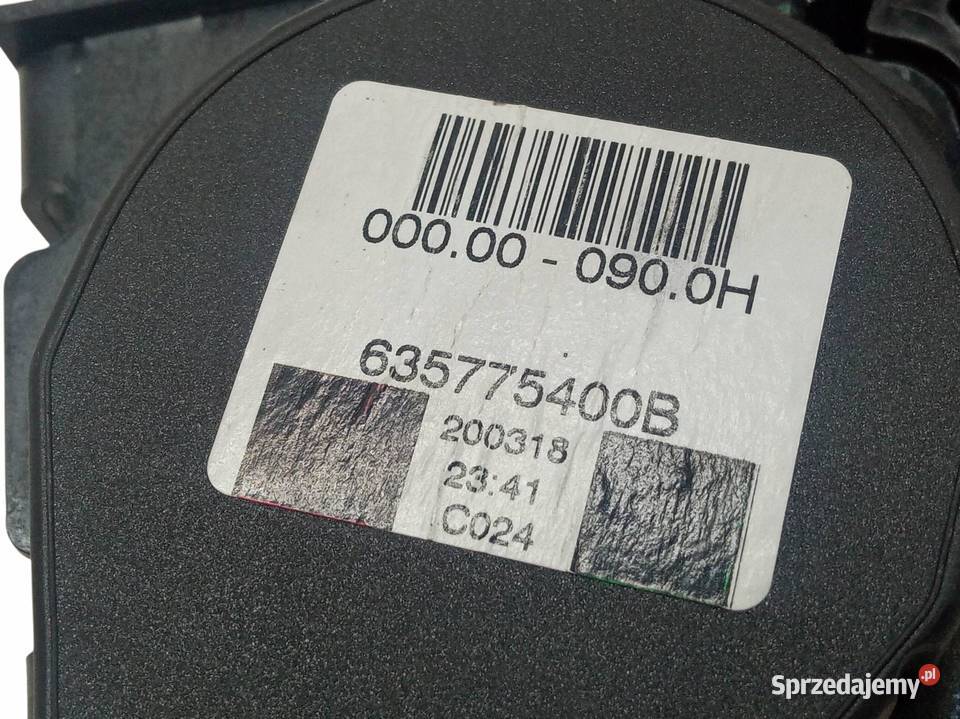 000.00 - 090.0H
635775400B
200318
23:41
C024
Sprzedajemy.pl